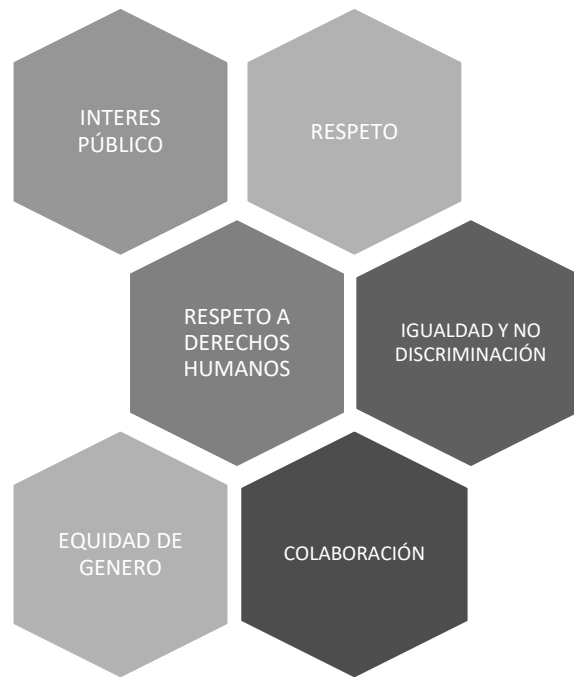 INTERES
PÚBLICO
RESPETO
RESPETO A
DERECHOS
HUMANOS
IGUALDAD Y NO
DISCRIMINACIÓN
EQUIDAD DE
GENERO
COLABORACIÓN